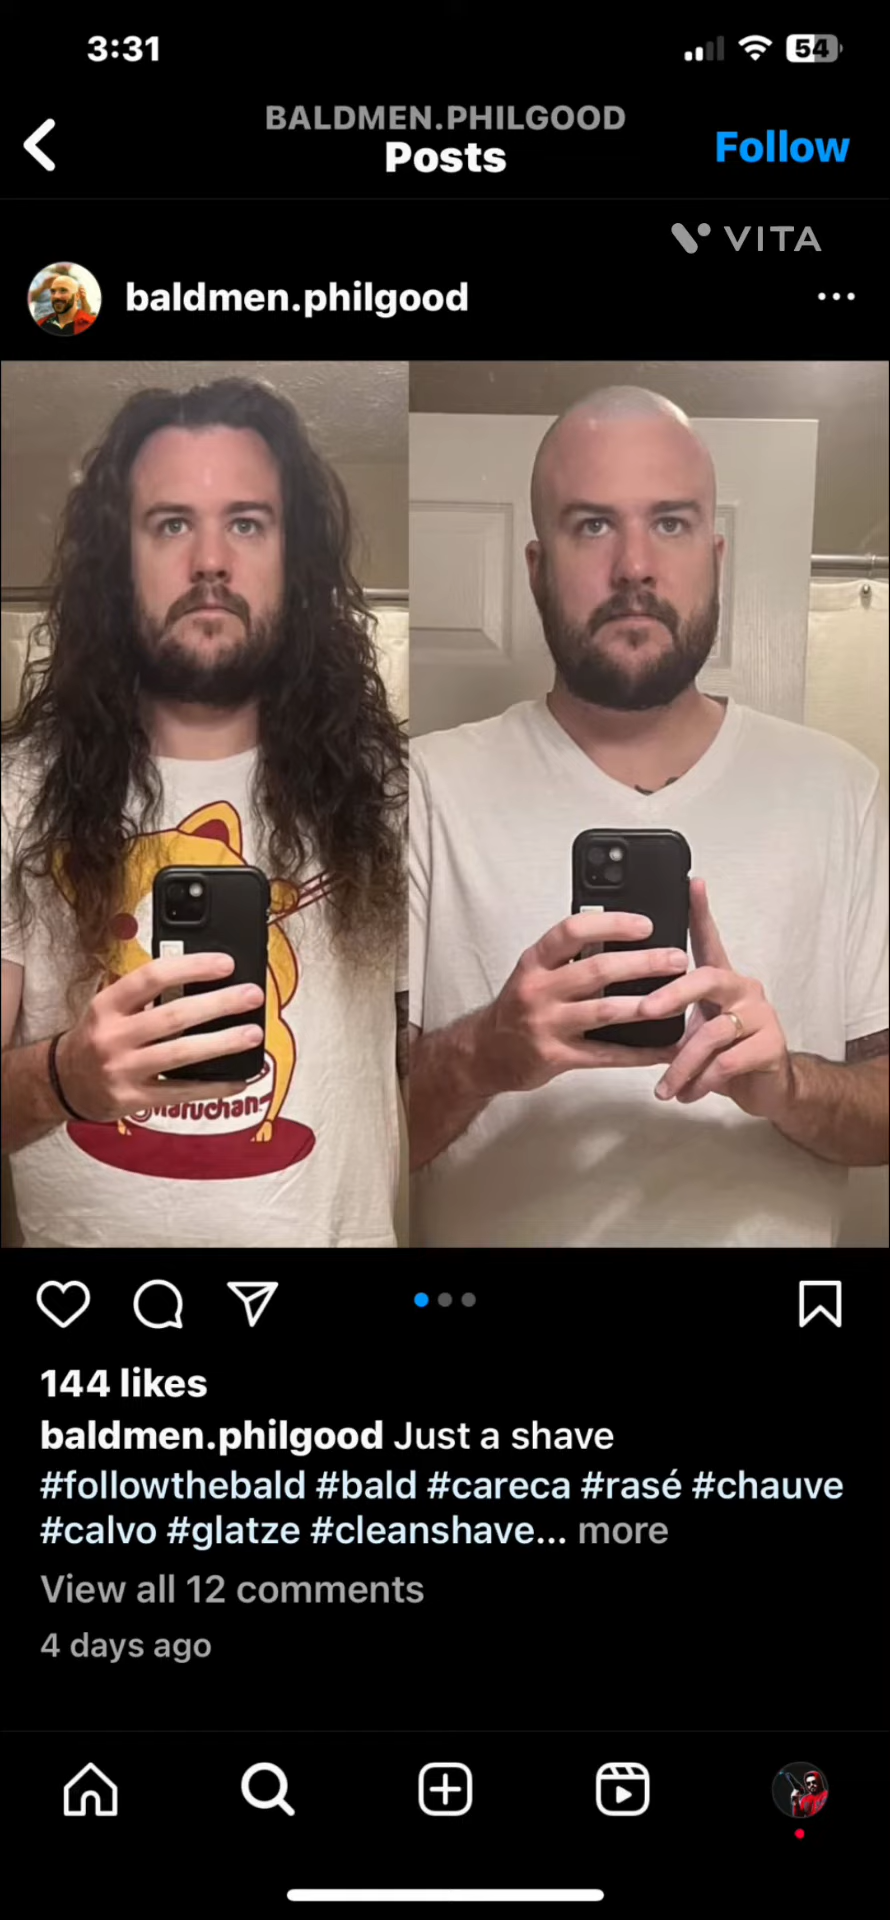 3:31
54
BALDMEN.PHILGOOD
Posts
Follow
VITA
baldmen.philgood
maruchan
144 likes
baldmen.philgood Just a shave
#followthebald #bald #careca #rasé #chauve
#calvo #glatze #cleanshave... more
View all 12 comments
4 days ago